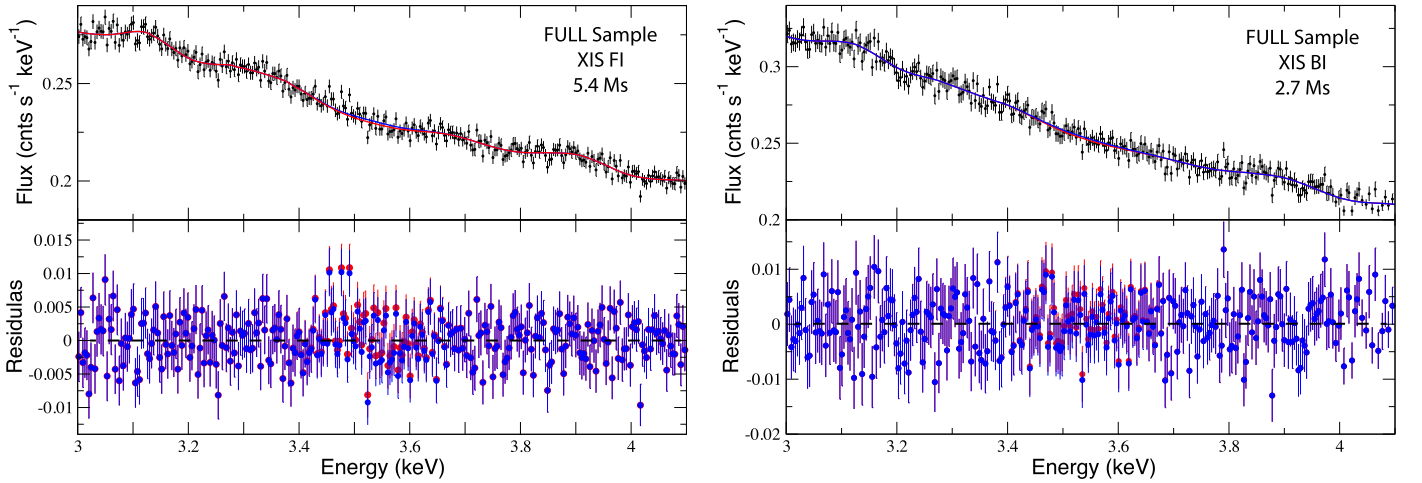 FULL Sample
XIS FI
5.4 Ms
Flux (cnts s-1 keV-1)
0.25
0.2
Residulas
0.015
0.01
0.005
0
-0.005
-0.01
3 3.2 3.4 3.6 3.8 4
Energy (keV)
FULL Sample
XIS BI
2.7 Ms
Flux (cnts s-1 keV-1)
0.3
0.25
0.2
Residuals
0.01
0
-0.01
-0.02
3 3.2 3.4 3.6 3.8 4
Energy (keV)